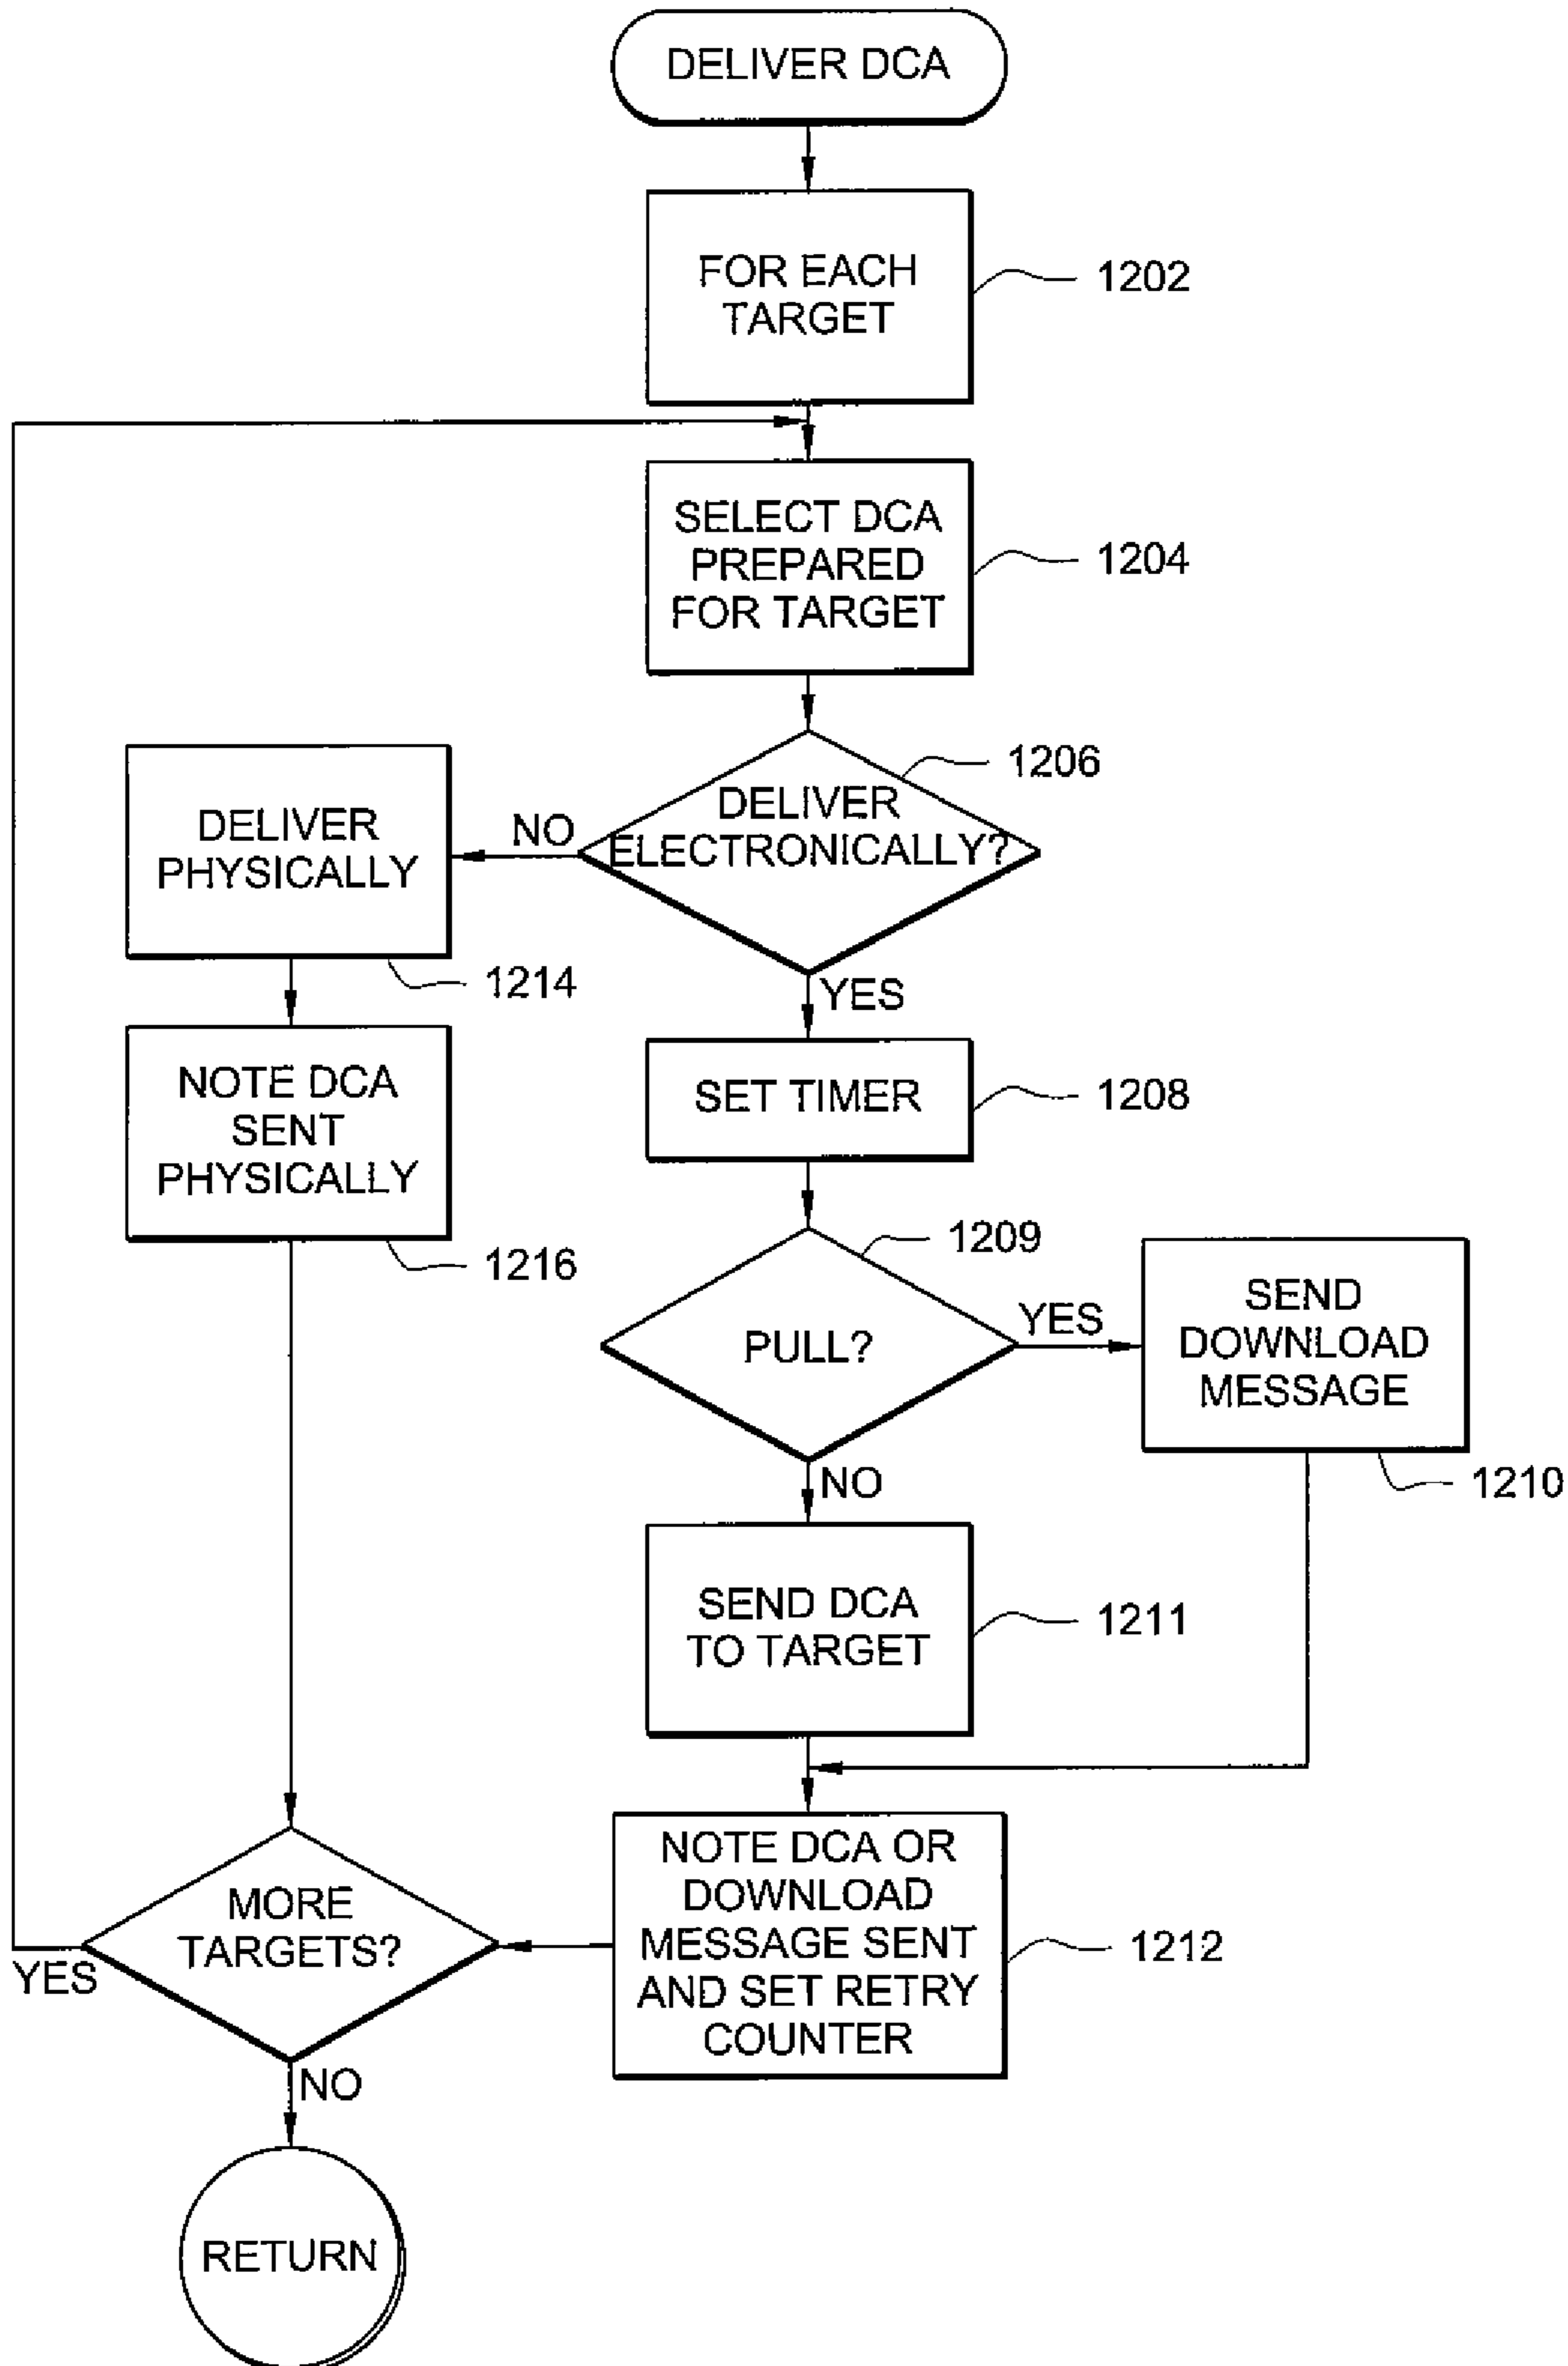 DELIVER DCA
FOR EACH
TARGET
1202
SELECT DCA
PREPARED
FOR TARGET
1204
1206
DELIVER
ELECTRONICALLY?
NO
DELIVER
PHYSICALLY
1214
YES
NOTE DCA
SENT
PHYSICALLY
1216
SET TIMER
1208
1209
PULL?
YES
SEND
DOWNLOAD
MESSAGE
1210
NO
SEND DCA
TO TARGET
1211
NOTE DCA OR
DOWNLOAD
MESSAGE SENT
AND SET RETRY
COUNTER
1212
MORE
TARGETS?
YES
NO
RETURN